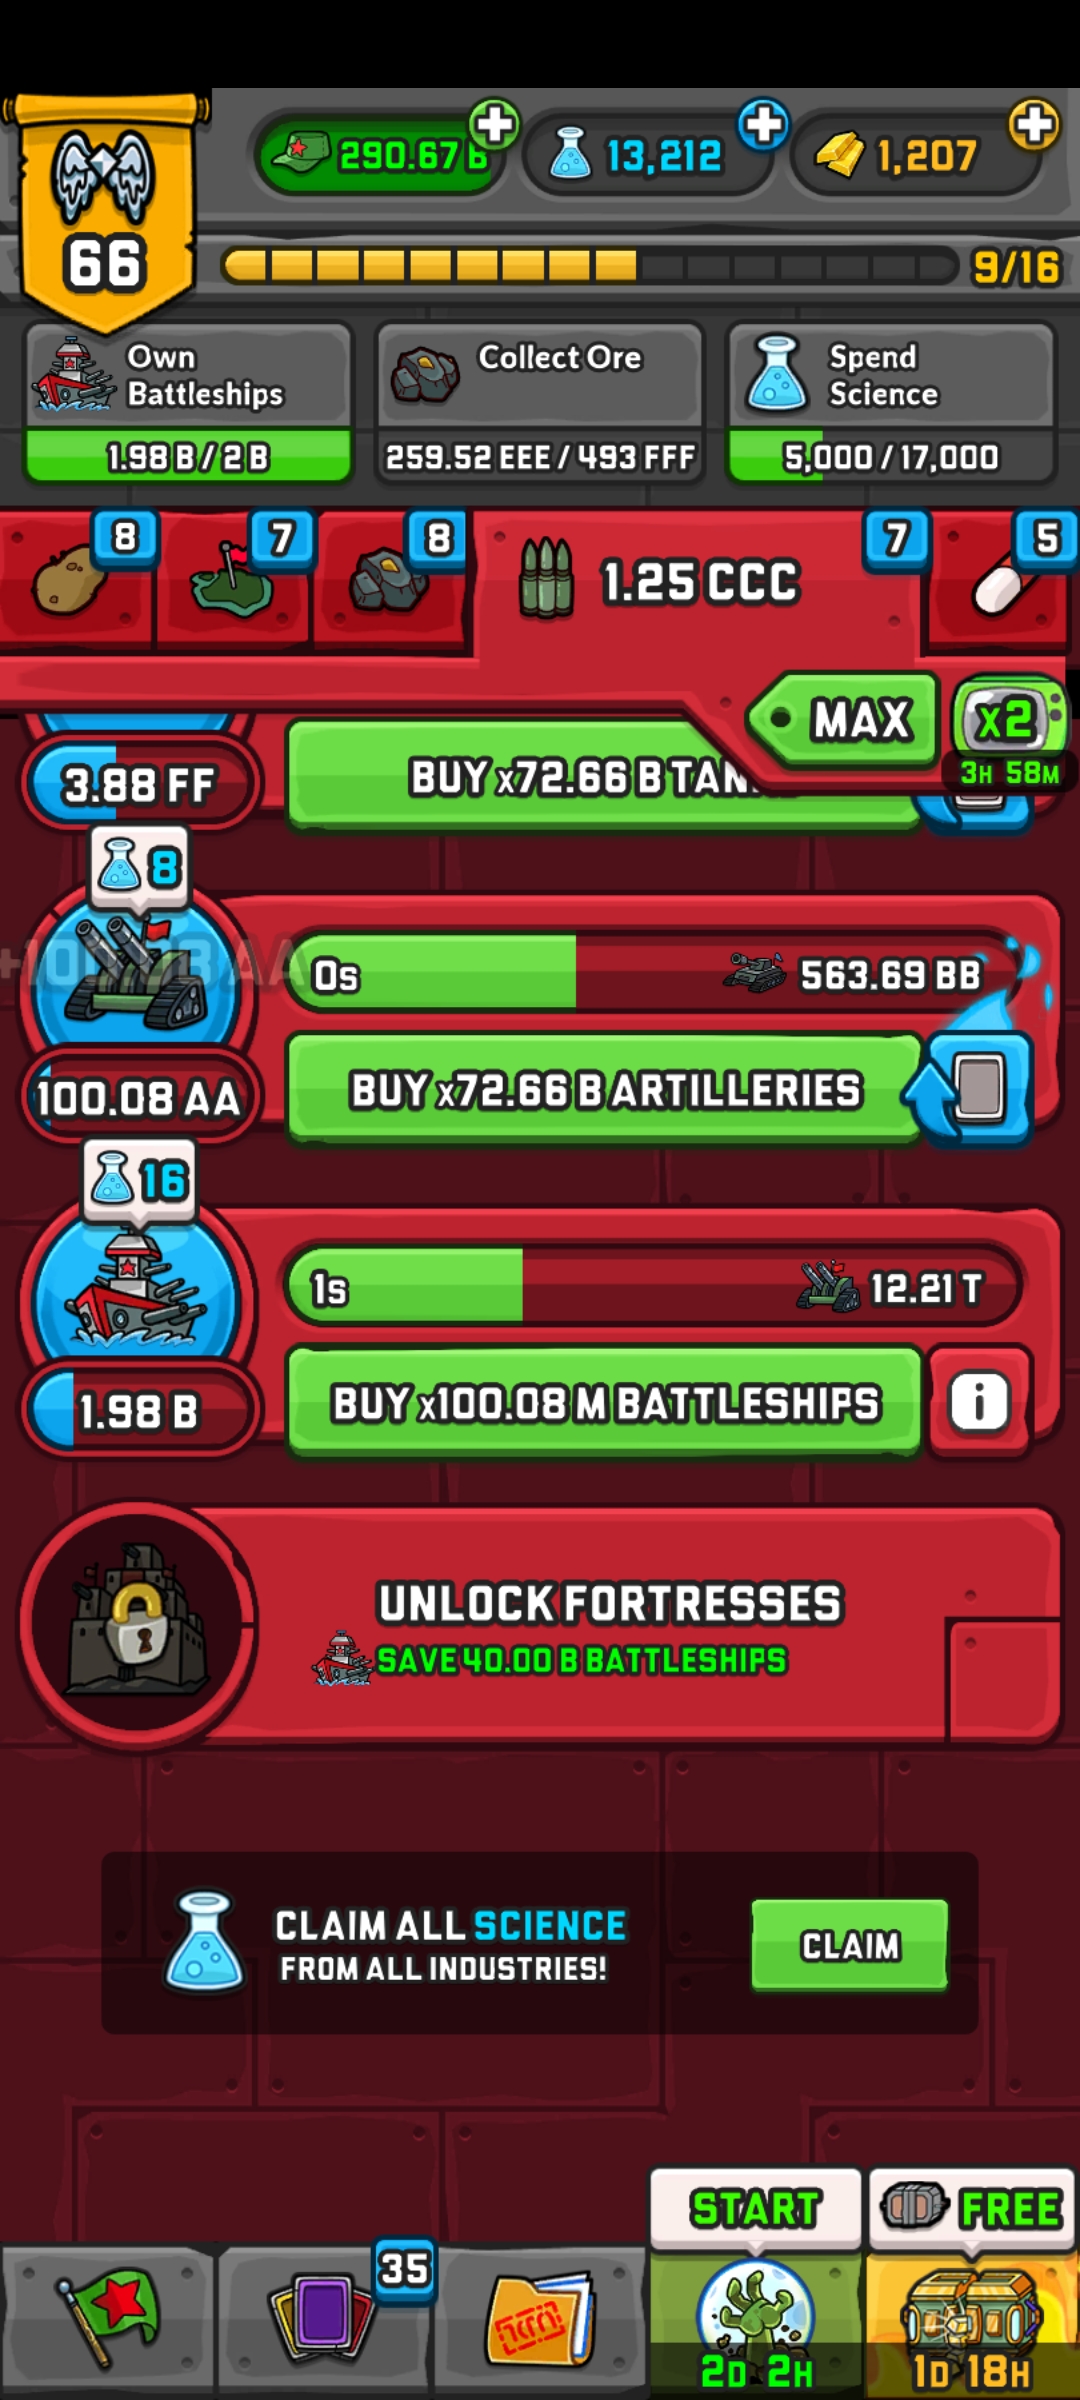 290.67 B
13,212
1,207
66
9/16
Own
Battleships
1.98 B / 2 B
Collect Ore
259.52 EEE / 493 FFF
Spend
Science
5,000 / 17,000
8
7
8
1.25 CCC
7
5
MAX
x2
3H 58M
3.88 FF
BUY x72.66 B TAN
8
+100.08 AA
0s
563.69 BB
100.08 AA
BUY x72.66 B ARTILLERIES
16
1s
12.21 T
1.98 B
BUY x100.08 M BATTLESHIPS
i
UNLOCK FORTRESSES
SAVE 40.00 B BATTLESHIPS
CLAIM ALL SCIENCE
FROM ALL INDUSTRIES!
CLAIM
START
FREE
35
2D 2H
1D 18H